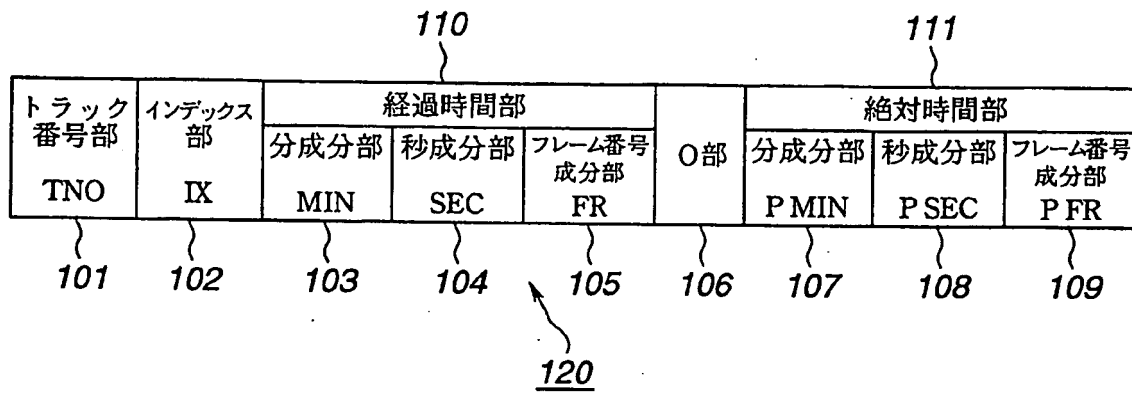 110
111
トラック
番号部
TNO
インデックス
部
IX
経過時間部
分成分部
MIN
秒成分部
SEC
フレーム番号
成分部
FR
O部
絶対時間部
分成分部
P MIN
秒成分部
P SEC
フレーム番号
成分部
P FR
101
102
103
104
105
106
107
108
109
120